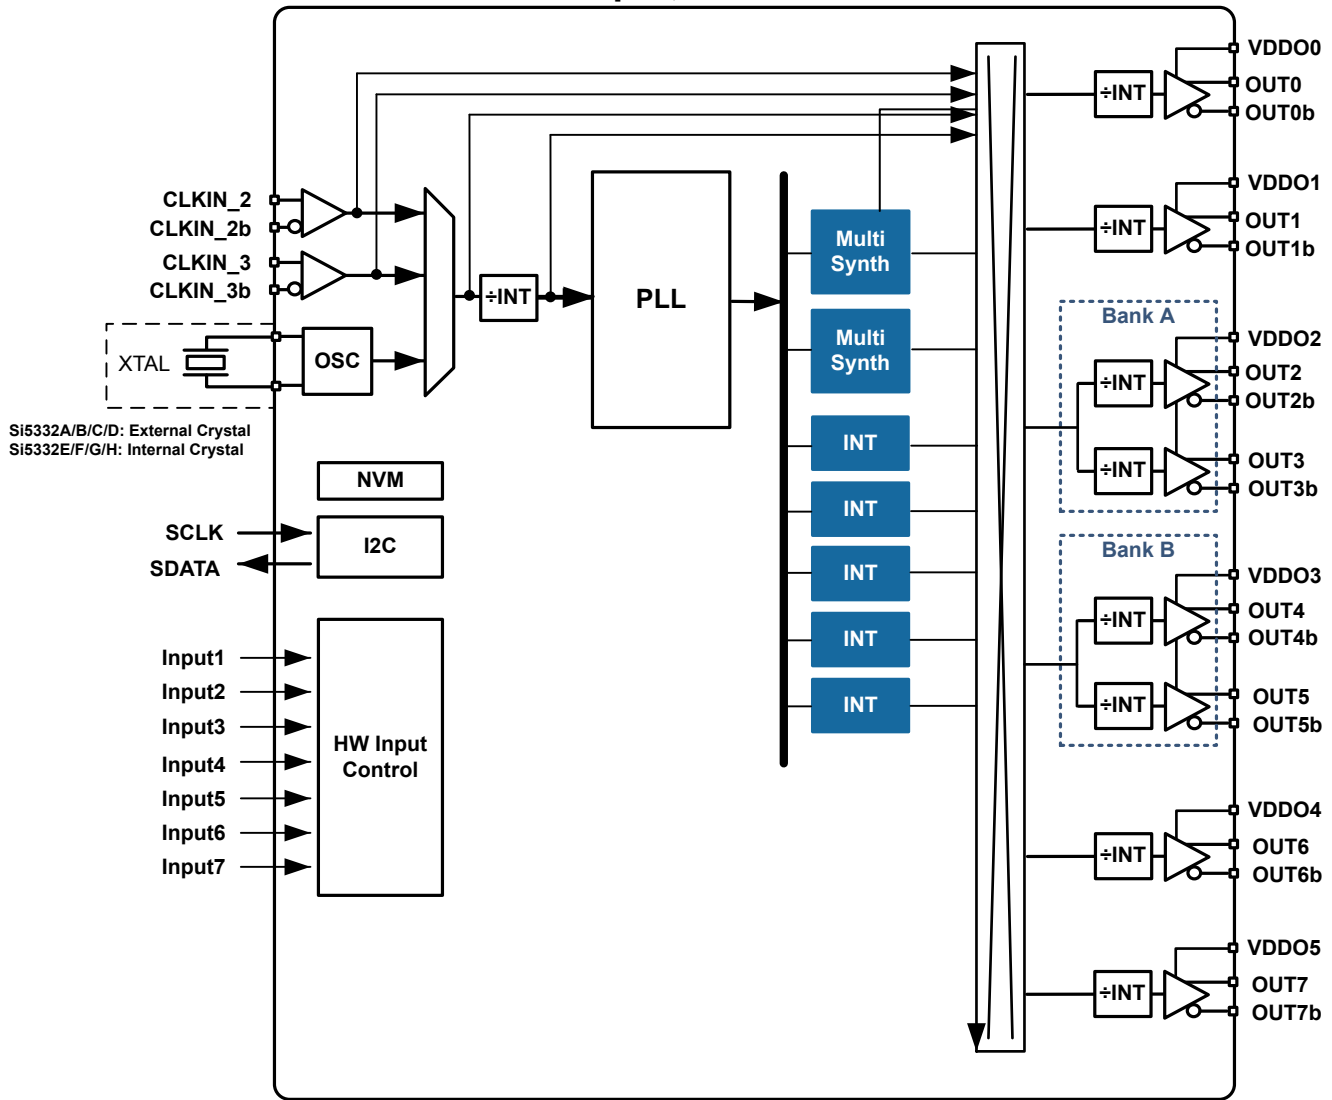 VDDO0
OUT0
OUT0b
÷INT
VDDO1
OUT1
OUT1b
÷INT
CLKIN_2
CLKIN_2b
CLKIN_3
CLKIN_3b
XTAL
OSC
÷INT
PLL
Si5332A/B/C/D: External Crystal
Si5332E/F/G/H: Internal Crystal
Multi
Synth
Multi
Synth
INT
INT
INT
INT
INT
Bank A
÷INT
÷INT
VDDO2
OUT2
OUT2b
OUT3
OUT3b
NVM
SCLK
SDATA
I2C
Bank B
÷INT
÷INT
VDDO3
OUT4
OUT4b
OUT5
OUT5b
Input1
Input2
Input3
Input4
Input5
Input6
Input7
HW Input
Control
÷INT
VDDO4
OUT6
OUT6b
÷INT
VDDO5
OUT7
OUT7b